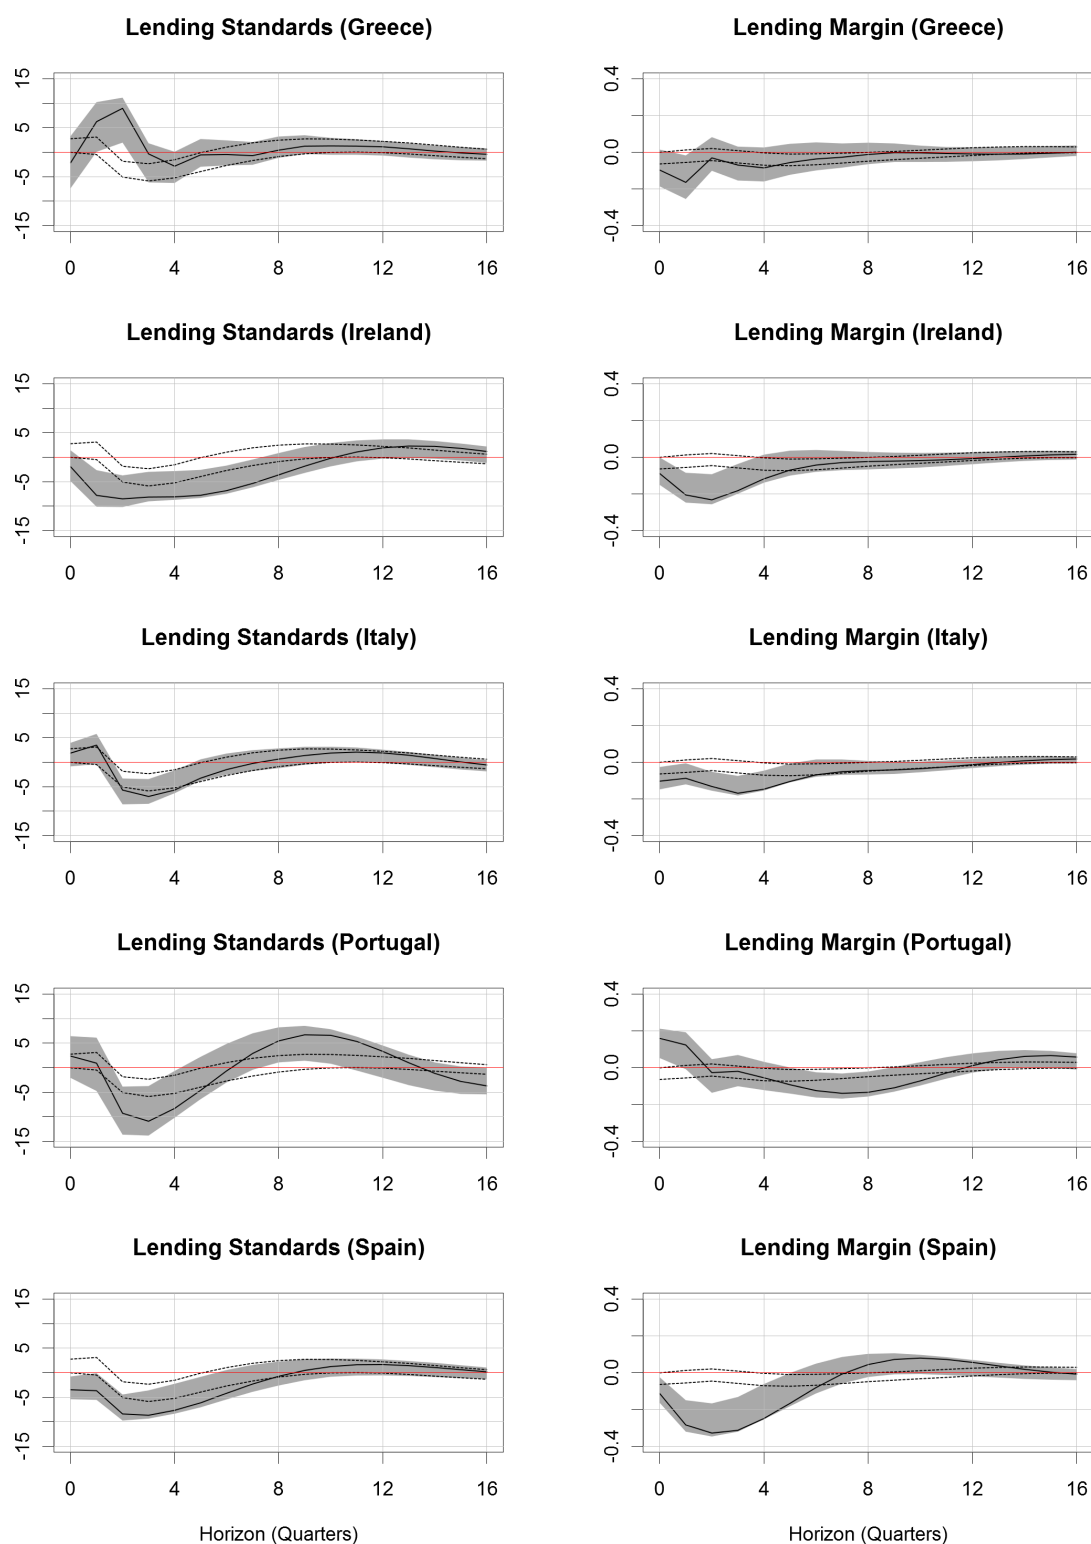 Lending Standards (Greece)
15
5
-5
-15
0 4 8 12 16
Lending Margin (Greece)
0.4
0.0
-0.4
0 4 8 12 16
Lending Standards (Ireland)
15
5
-5
-15
0 4 8 12 16
Lending Margin (Ireland)
0.4
0.0
-0.4
0 4 8 12 16
Lending Standards (Italy)
15
5
-5
-15
0 4 8 12 16
Lending Margin (Italy)
0.4
0.0
-0.4
0 4 8 12 16
Lending Standards (Portugal)
15
5
-5
-15
0 4 8 12 16
Lending Margin (Portugal)
0.4
0.0
-0.4
0 4 8 12 16
Lending Standards (Spain)
15
5
-5
-15
0 4 8 12 16
Horizon (Quarters)
Lending Margin (Spain)
0.4
0.0
-0.4
0 4 8 12 16
Horizon (Quarters)